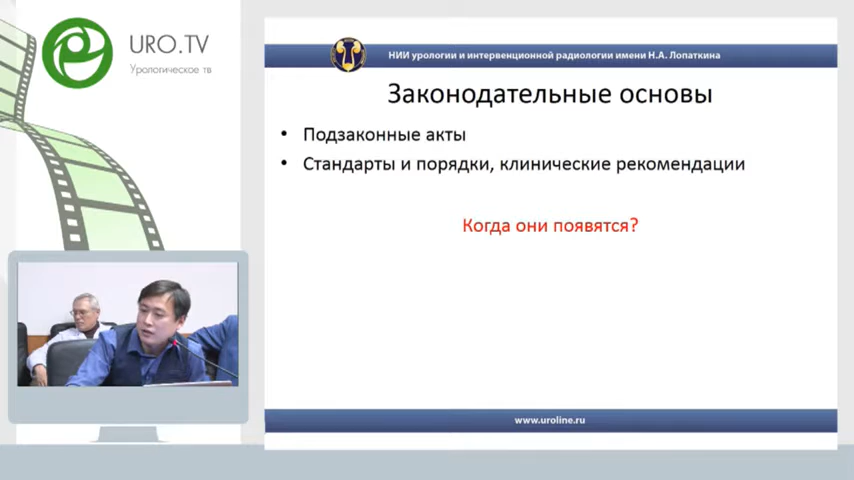 URO.TV
Урологическое тв
НИИ урологии и интервенционной радиологии имени Н.А. Лопаткина
Законодательные основы
• Подзаконные акты
• Стандарты и порядки, клинические рекомендации
Когда они появятся?
www.uroline.ru